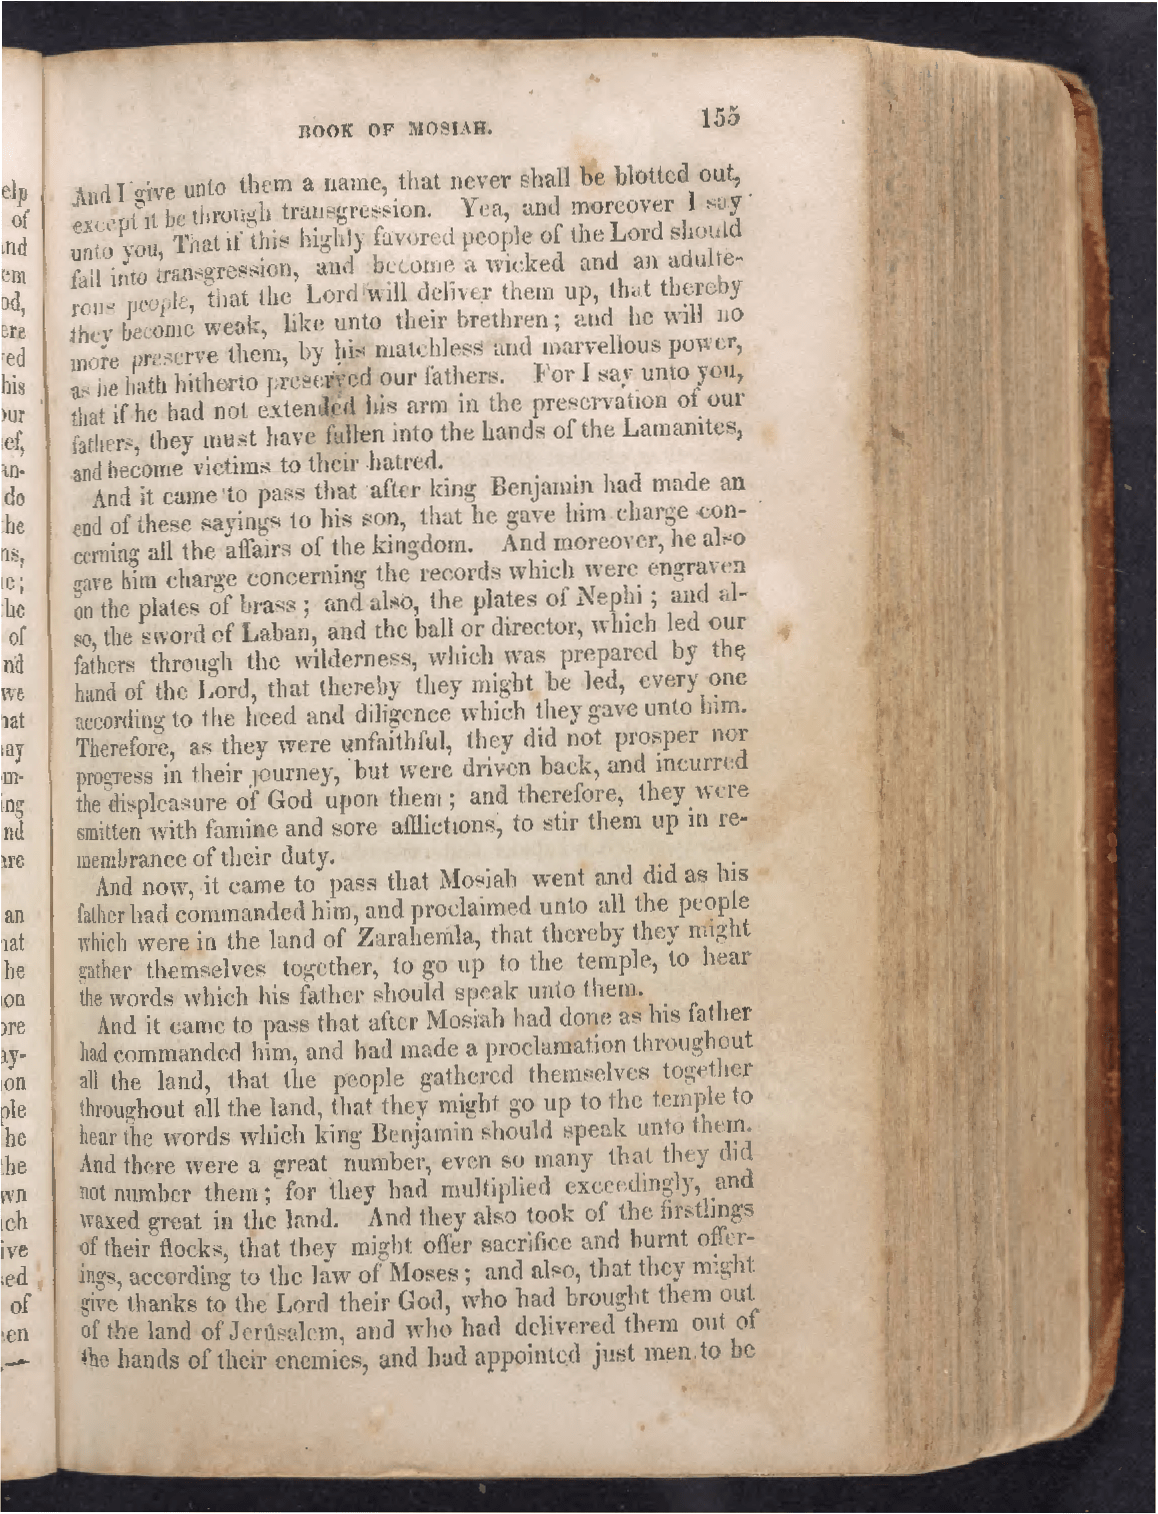 BOOK OF MOSIAH. 155
And I give unto them a name, that never shall be blotted out,
except it be through transgression. Yea, and moreover I say
unto you, That if this highly favored people of the Lord should
fall into transgression, and become a wicked and an adulte-
rous people, that the Lord will deliver them up, that thereby
they become weak, like unto their brethren; and he will no
more preserve them, by his matchless and marvellous power,
as he hath hitherto preserved our fathers. For I say unto you,
that if he had not extended his arm in the preservation of our
fathers, they must have fallen into the hands of the Lamanites,
and become victims to their hatred.
And it came to pass that after king Benjamin had made an
end of these sayings to his son, that he gave him charge con-
cerning all the affairs of the kingdom. And moreover, he also
gave him charge concerning the records which were engraven
on the plates of brass; and also, the plates of Nephi; and al-
so, the sword of Laban, and the ball or director, which led our
fathers through the wilderness, which was prepared by the
hand of the Lord, that thereby they might be led, every one
according to the heed and diligence which they gave unto him.
Therefore, as they were unfaithful, they did not prosper nor
progress in their journey, but were driven back, and incurred
the displeasure of God upon them; and therefore, they were
smitten with famine and sore afflictions, to stir them up in re-
membrance of their duty.
And now, it came to pass that Mosiah went and did as his
father had commanded him, and proclaimed unto all the people
which were in the land of Zarahemla, that thereby they might
gather themselves together, to go up to the temple, to hear
the words which his father should speak unto them.
And it came to pass that after Mosiah had done as his father
had commanded him, and had made a proclamation throughout
all the land, that the people gathered themselves together
throughout all the land, that they might go up to the temple to
hear the words which king Benjamin should speak unto them.
And there were a great number, even so many that they did
not number them; for they had multiplied exceedingly, and
waxed great in the land. And they also took of the firstlings
of their flocks, that they might offer sacrifice and burnt offer-
ings, according to the law of Moses; and also, that they might
give thanks to the Lord their God, who had brought them out
of the land of Jerusalem, and who had delivered them out of
the hands of their enemies, and had appointed just men to be